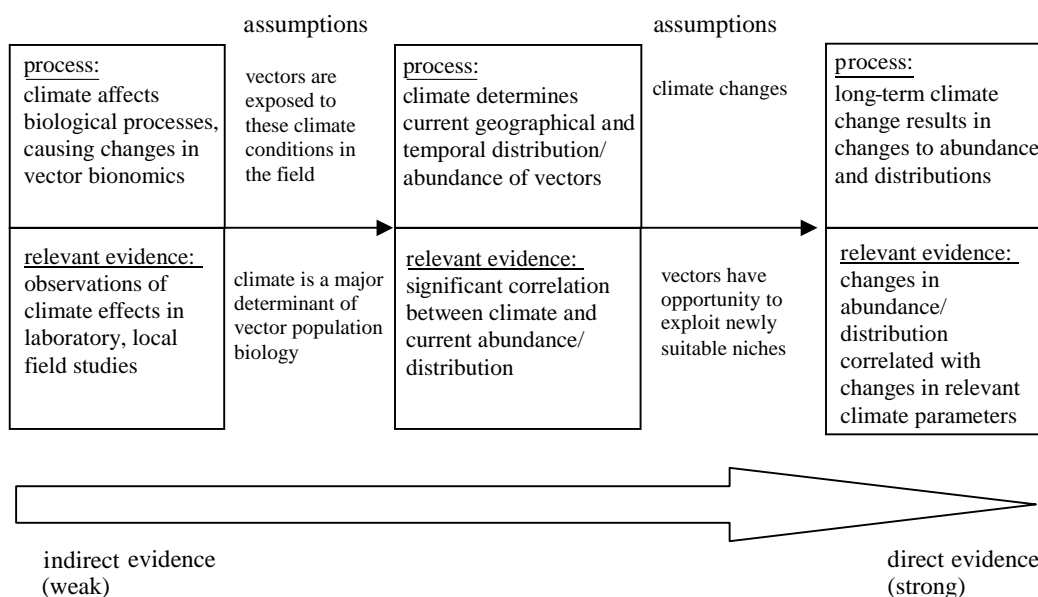 assumptions
assumptions
process:
climate affects
biological processes,
causing changes in
vector bionomics
vectors are
exposed to
these climate
conditions in
the field
process:
climate determines
current geographical and
temporal distribution/
abundance of vectors
climate changes
process:
long-term climate
change results in
changes to abundance
and distributions
relevant evidence:
observations of
climate effects in
laboratory, local
field studies
climate is a major
determinant of
vector population
biology
relevant evidence:
significant correlation
between climate and
current abundance/
distribution
vectors have
opportunity to
exploit newly
suitable niches
relevant evidence:
changes in
abundance/
distribution
correlated with
changes in relevant
climate parameters
indirect evidence
(weak)
direct evidence
(strong)